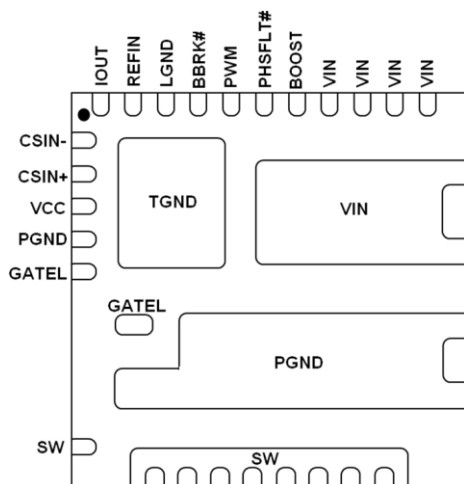 IOUT
REFIN
LGND
BBRK#
PWM
PHSFLT#
BOOST
VIN
VIN
VIN
VIN
CSIN-
CSIN+
VCC
PGND
GATEL
TGND
VIN
GATEL
PGND
SW
SW